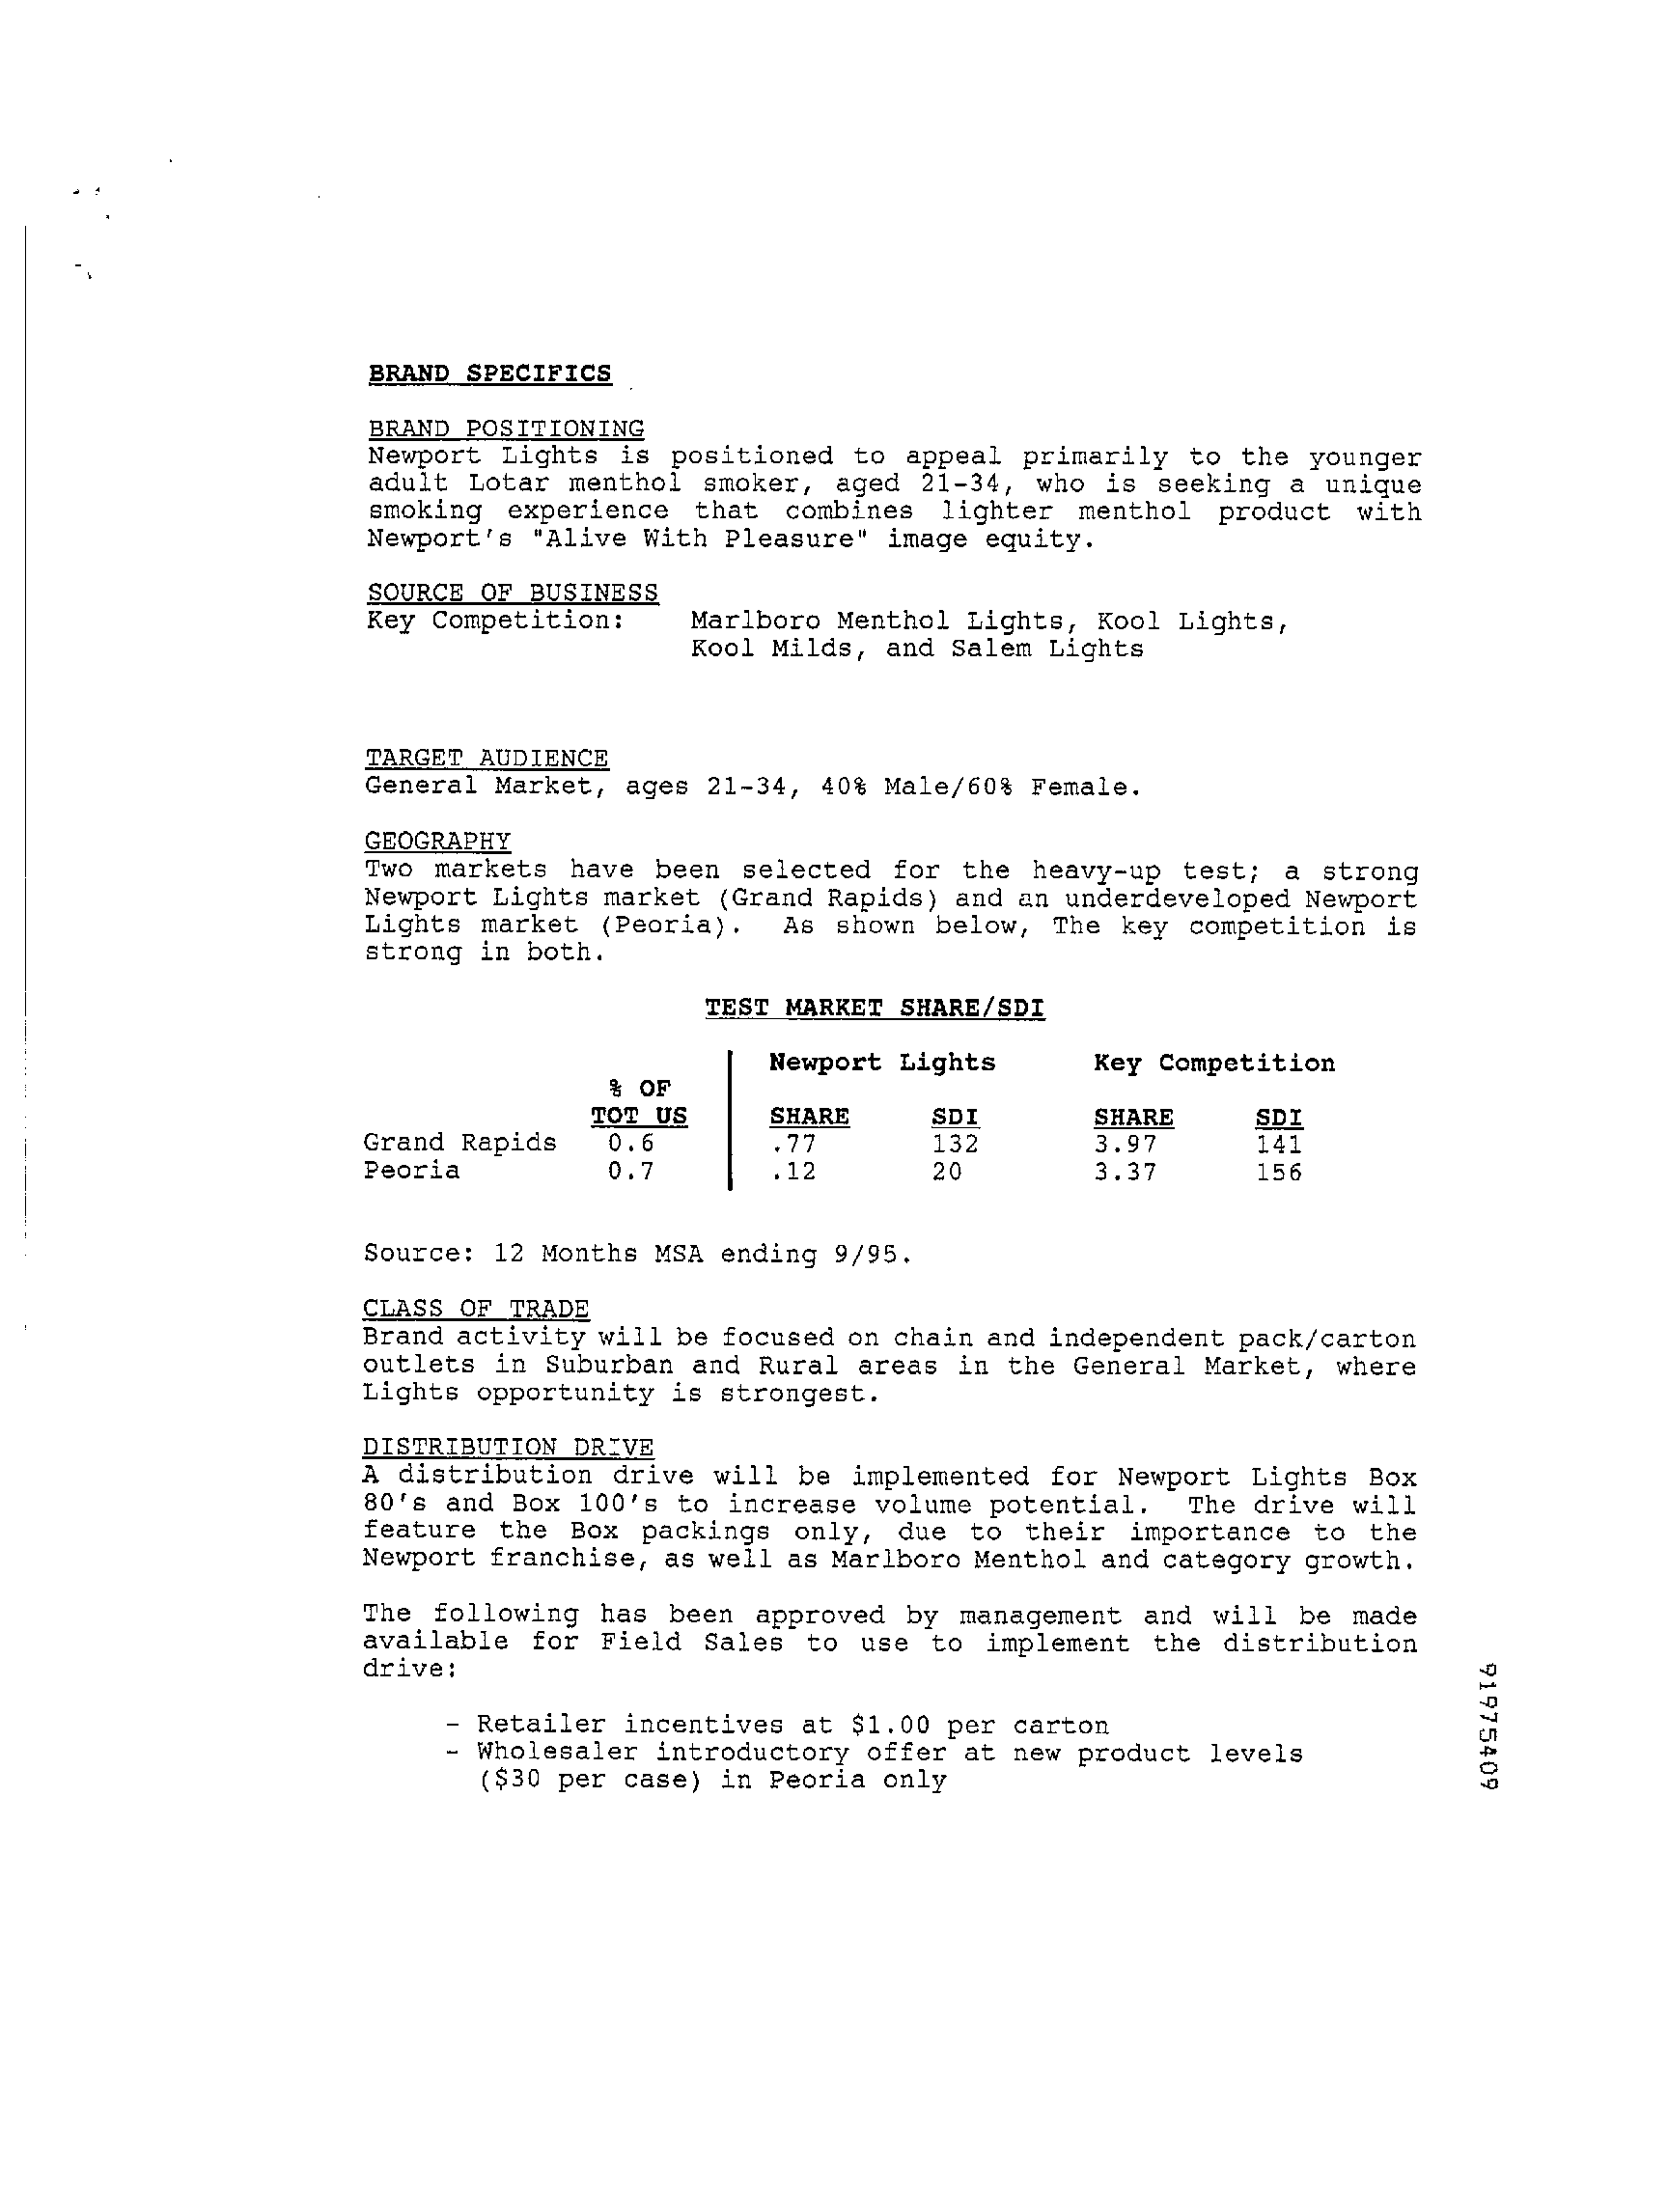 BRAND SPECIFICS
BRAND POSITIONING
Newport Lights is positioned to appeal primarily to the younger
adult Lotar menthol smoker, aged 21-34, who is seeking a unique
smoking experience that combines lighter menthol product with
Newport's "Alive With Pleasure" image equity.
SOURCE OF BUSINESS
Key Competition: Marlboro Menthol Lights, Kool Lights,
Kool Milds, and Salem Lights
TARGET AUDIENCE
General Market, ages 21-34, 40% Male/60% Female.
GEOGRAPHY
Two markets have been selected for the heavy-up test; a strong
Newport Lights market (Grand Rapids) and an underdeveloped Newport
Lights market (Peoria). As shown below, The key competition is
strong in both.
TEST MARKET SHARE/SDI
Newport Lights Key Competition
% OF
TOT US SHARE SDI SHARE SDI
Grand Rapids 0.6 .77 132 3.97 141
Peoria 0.7 .12 20 3.37 156
Source: 12 Months MSA ending 9/95.
CLASS OF TRADE
Brand activity will be focused on chain and independent pack/carton
outlets in Suburban and Rural areas in the General Market, where
Lights opportunity is strongest.
DISTRIBUTION DRIVE
A distribution drive will be implemented for Newport Lights Box
80's and Box 100's to increase volume potential. The drive will
feature the Box packings only, due to their importance to the
Newport franchise, as well as Marlboro Menthol and category growth.
The following has been approved by management and will be made
available for Field Sales to use to implement the distribution
drive:
- Retailer incentives at $1.00 per carton
- Wholesaler introductory offer at new product levels
($30 per case) in Peoria only
91975409